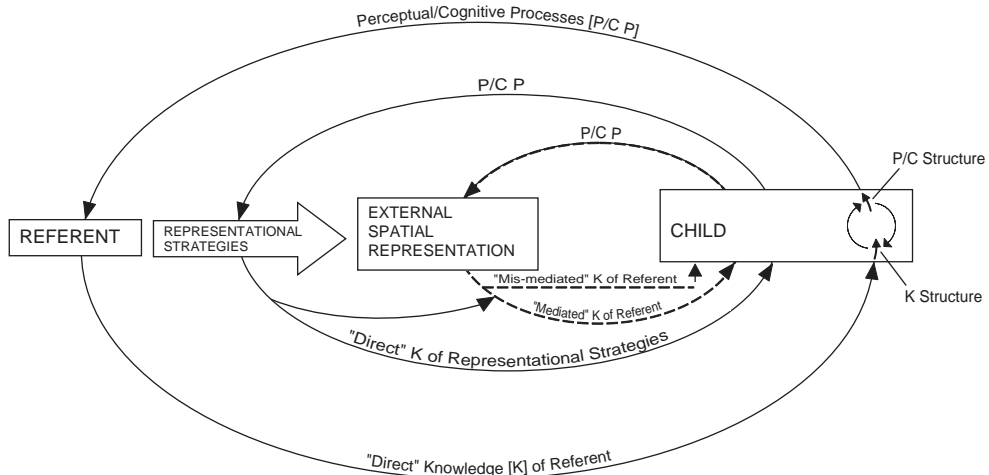 Perceptual/Cognitive Processes [P/C P]
P/C P
P/C P
P/C Structure
REFERENT
REPRESENTATIONAL
STRATEGIES
EXTERNAL
SPATIAL
REPRESENTATION
CHILD
K Structure
"Mis-mediated" K of Referent
"Mediated" K of Referent
"Direct" K of Representational Strategies
"Direct" Knowledge [K] of Referent